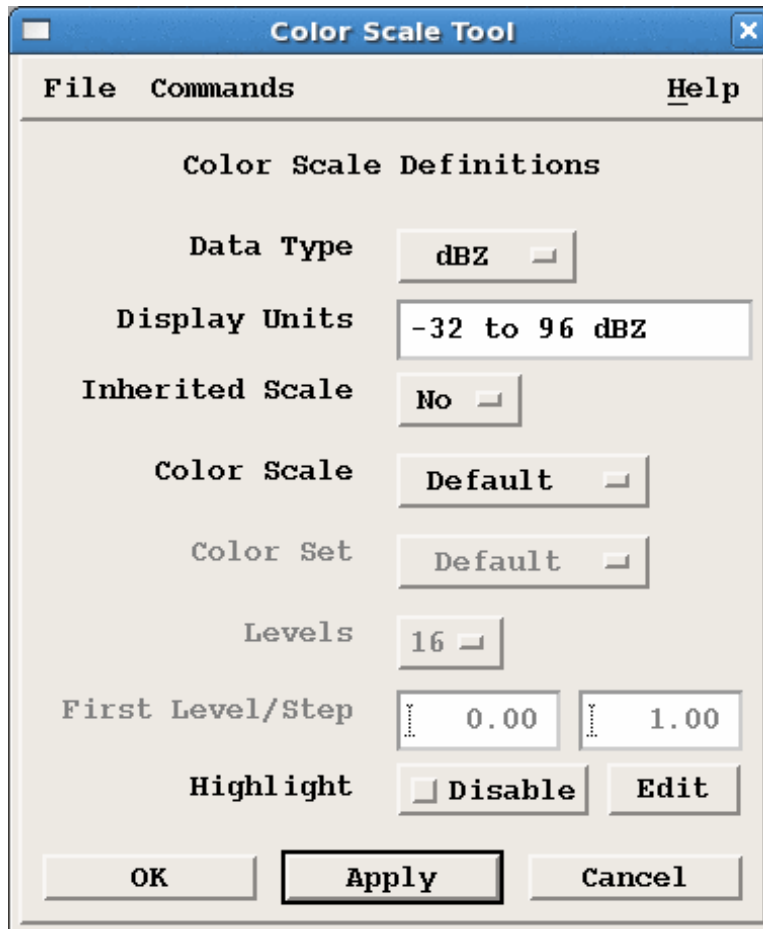 Color Scale Tool
File Commands Help
Color Scale Definitions
Data Type dBZ
Display Units -32 to 96 dBZ
Inherited Scale No
Color Scale Default
Color Set Default
Levels 16
First Level/Step 0.00 1.00
Highlight Disable Edit
OK Apply Cancel